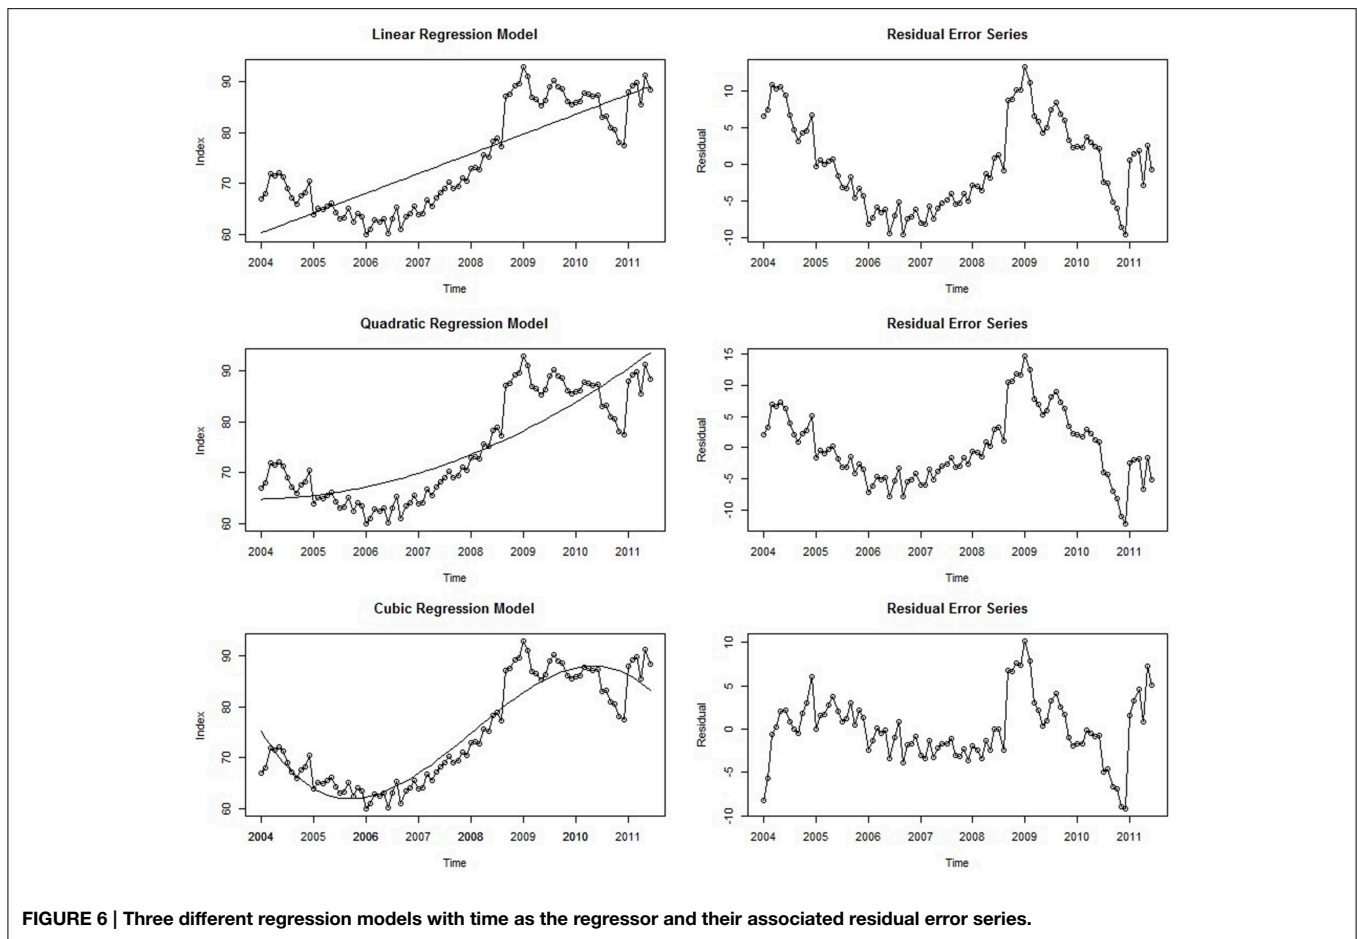 Linear Regression Model
Index
60 70 80 90
2004 2005 2006 2007 2008 2009 2010 2011
Time
Residual Error Series
Residual
-10 -5 0 5 10
2004 2005 2006 2007 2008 2009 2010 2011
Time
Quadratic Regression Model
Index
60 70 80 90
2004 2005 2006 2007 2008 2009 2010 2011
Time
Residual Error Series
Residual
-10 -5 0 5 10 15
2004 2005 2006 2007 2008 2009 2010 2011
Time
Cubic Regression Model
Index
60 70 80 90
2004 2005 2006 2007 2008 2009 2010 2011
Time
Residual Error Series
Residual
-10 -5 0 5 10
2004 2005 2006 2007 2008 2009 2010 2011
Time
FIGURE 6 | Three different regression models with time as the regressor and their associated residual error series.